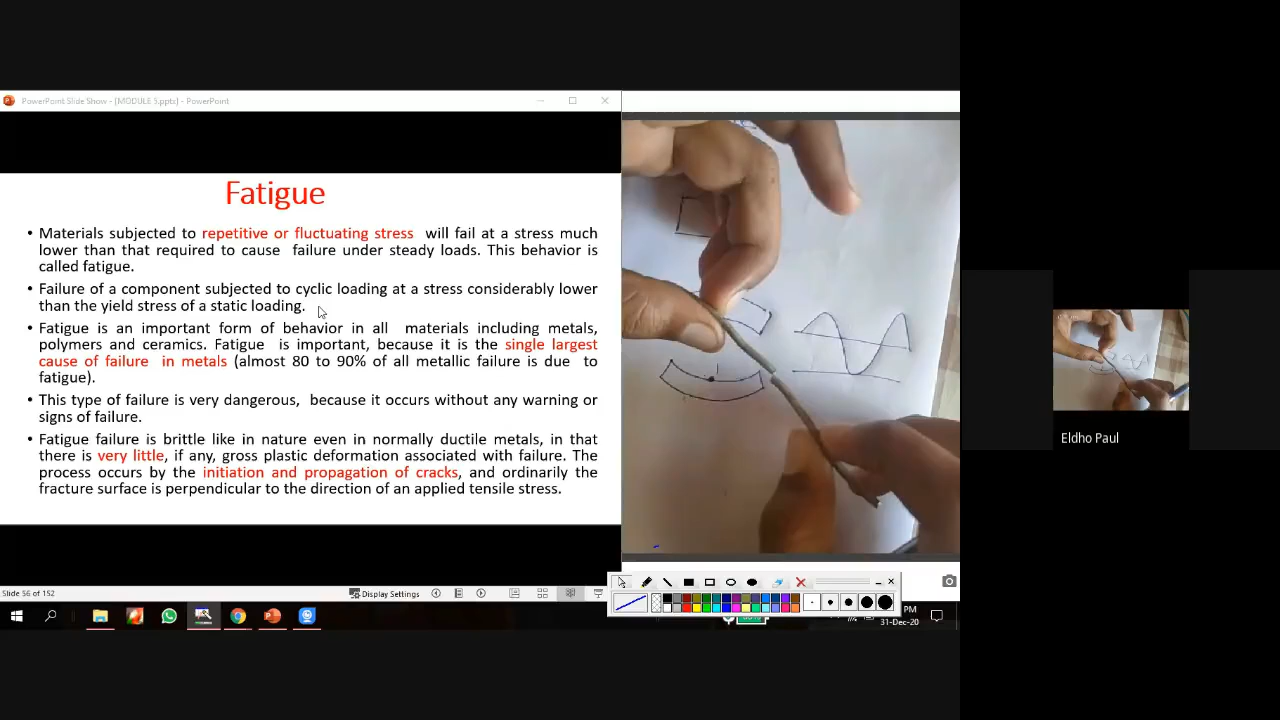 PowerPoint Slide Show - [MODULE 5.pptx] - PowerPoint
Fatigue
• Materials subjected to repetitive or fluctuating stress will fail at a stress much
lower than that required to cause failure under steady loads. This behavior is
called fatigue.
• Failure of a component subjected to cyclic loading at a stress considerably lower
than the yield stress of a static loading.
• Fatigue is an important form of behavior in all materials including metals,
polymers and ceramics. Fatigue is important, because it is the single largest
cause of failure in metals (almost 80 to 90% of all metallic failure is due to
fatigue).
• This type of failure is very dangerous, because it occurs without any warning or
signs of failure.
• Fatigue failure is brittle like in nature even in normally ductile metals, in that
there is very little, if any, gross plastic deformation associated with failure. The
process occurs by the initiation and propagation of cracks, and ordinarily the
fracture surface is perpendicular to the direction of an applied tensile stress.
Eldho Paul
Slide 56 of 152
Display Settings
PM
31-Dec-20